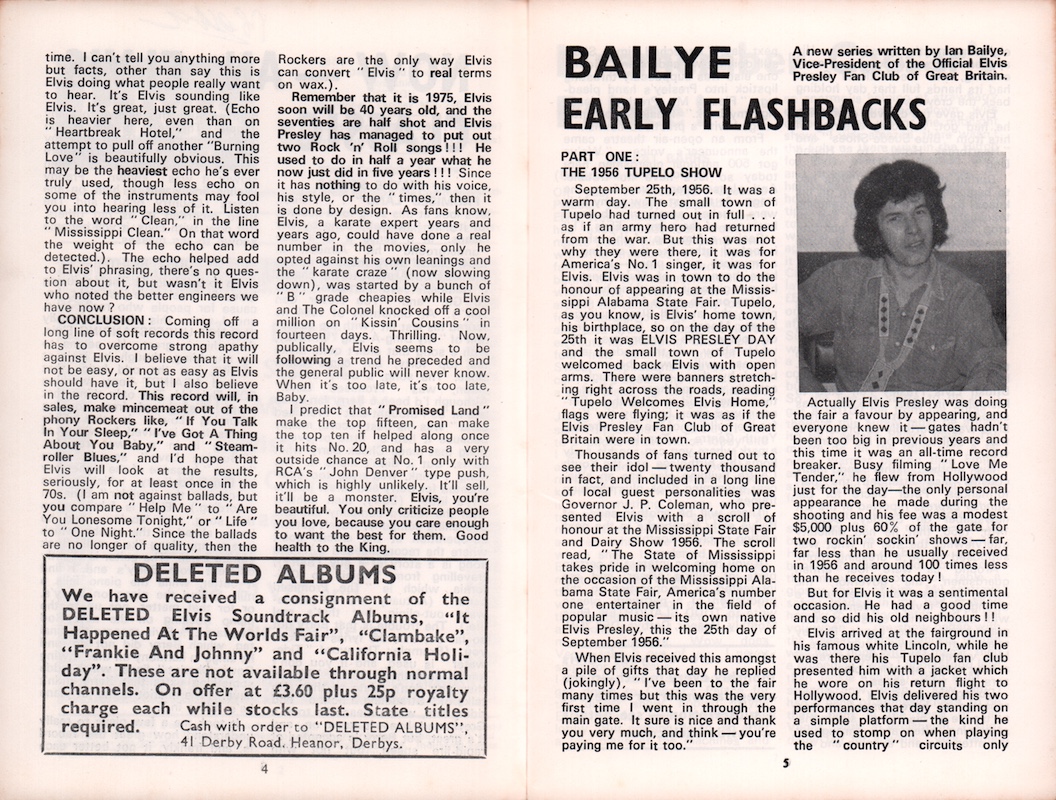 time. I can't tell you anything more
but facts, other than say this is
Elvis doing what people really want
to hear. It's Elvis sounding like
Elvis. It's great, just great. (Echo
is heavier here, even than on
"Heartbreak Hotel," and the
attempt to pull off another "Burning
Love" is beautifully obvious. This
may be the heaviest echo he's ever
truly used, though less echo on
some of the instruments may fool
you into hearing less of it. Listen
to the word "Clean," in the line
"Mississippi Clean." On that word
the weight of the echo can be
detected.). The echo helped add
to Elvis' phrasing, there's no ques-
tion about it, but wasn't it Elvis
who noted the better engineers we
have now?
CONCLUSION: Coming off a
long line of soft records this record
has to overcome strong apathy
against Elvis. I believe that it will
not be easy, or not as easy as Elvis
should have it, but I also believe
in the record. This record will, in
sales, make mincemeat out of the
phony Rockers like, "If You Talk
In Your Sleep," "I've Got A Thing
About You Baby," and "Steam-
roller Blues," and I'd hope that
Elvis will look at the results,
seriously, for at least once in the
70s. (I am not against ballads, but
you compare "Help Me" to "Are
You Lonesome Tonight," or "Life"
to "One Night." Since the ballads
are no longer of quality, then the
Rockers are the only way Elvis
can convert "Elvis" to real terms
on wax.).
Remember that it is 1975, Elvis
soon will be 40 years old, and the
seventies are half shot and Elvis
Presley has managed to put out
two Rock 'n' Roll songs!!! He
used to do in half a year what he
now just did in five years!!! Since
it has nothing to do with his voice,
his style, or the "times," then it
is done by design. As fans know,
Elvis, a karate expert years and
years ago, could have done a real
number in the movies, only he
opted against his own leanings and
the "karate craze" (now slowing
down), was started by a bunch of
"B" grade cheapies while Elvis
and The Colonel knocked off a cool
million on "Kissin' Cousins" in
fourteen days. Thrilling. Now,
publically, Elvis seems to be
following a trend he preceded and
the general public will never know.
When it's too late, it's too late,
Baby.
I predict that "Promised Land"
make the top fifteen, can make
the top ten if helped along once
it hits No. 20, and has a very
outside chance at No. 1 only with
RCA's "John Denver" type push,
which is highly unlikely. It'll sell,
it'll be a monster. Elvis, you're
beautiful. You only criticize people
you love, because you care enough
to want the best for them. Good
health to the King.
DELETED ALBUMS
We have received a consignment of the
DELETED Elvis Soundtrack Albums, "It
Happened At The Worlds Fair", "Clambake",
"Frankie And Johnny" and "California Holi-
day". These are not available through normal
channels. On offer at £3.60 plus 25p royalty
charge each while stocks last. State titles
required. Cash with order to "DELETED ALBUMS",
41 Derby Road, Heanor, Derbys.
4
BAILYE
EARLY FLASHBACKS
A new series written by Ian Bailye,
Vice-President of the Official Elvis
Presley Fan Club of Great Britain.
PART ONE:
THE 1956 TUPELO SHOW
September 25th, 1956. It was a
warm day. The small town of
Tupelo had turned out in full . . .
as if an army hero had returned
from the war. But this was not
why they were there, it was for
America's No. 1 singer, it was for
Elvis. Elvis was in town to do the
honour of appearing at the Missis-
sippi Alabama State Fair. Tupelo,
as you know, is Elvis' home town,
his birthplace, so on the day of the
25th it was ELVIS PRESLEY DAY
and the small town of Tupelo
welcomed back Elvis with open
arms. There were banners stretch-
ing right across the roads, reading
"Tupelo Welcomes Elvis Home,"
flags were flying; it was as if the
Elvis Presley Fan Club of Great
Britain were in town.
Thousands of fans turned out to
see their idol — twenty thousand
in fact, and included in a long line
of local guest personalities was
Governor J. P. Coleman, who pre-
sented Elvis with a scroll of
honour at the Mississippi State Fair
and Dairy Show 1956. The scroll
read, "The State of Mississippi
takes pride in welcoming home on
the occasion of the Mississippi Ala-
bama State Fair, America's number
one entertainer in the field of
popular music — its own native
Elvis Presley, this the 25th day of
September 1956."
When Elvis received this amongst
a pile of gifts that day he replied
(jokingly), "I've been to the fair
many times but this was the very
first time I went in through the
main gate. It sure is nice and thank
you very much, and think — you're
paying me for it too."
Actually Elvis Presley was doing
the fair a favour by appearing, and
everyone knew it — gates hadn't
been too big in previous years and
this time it was an all-time record
breaker. Busy filming "Love Me
Tender," he flew from Hollywood
just for the day—the only personal
appearance he made during the
shooting and his fee was a modest
$5,000 plus 60% of the gate for
two rockin' sockin' shows — far,
far less than he usually received
in 1956 and around 100 times less
than he receives today!
But for Elvis it was a sentimental
occasion. He had a good time
and so did his old neighbours!!
Elvis arrived at the fairground in
his famous white Lincoln, while he
was there his Tupelo fan club
presented him with a jacket which
he wore on his return flight to
Hollywood. Elvis delivered his two
performances that day standing on
a simple platform — the kind he
used to stomp on when playing
the "country" circuits only
5